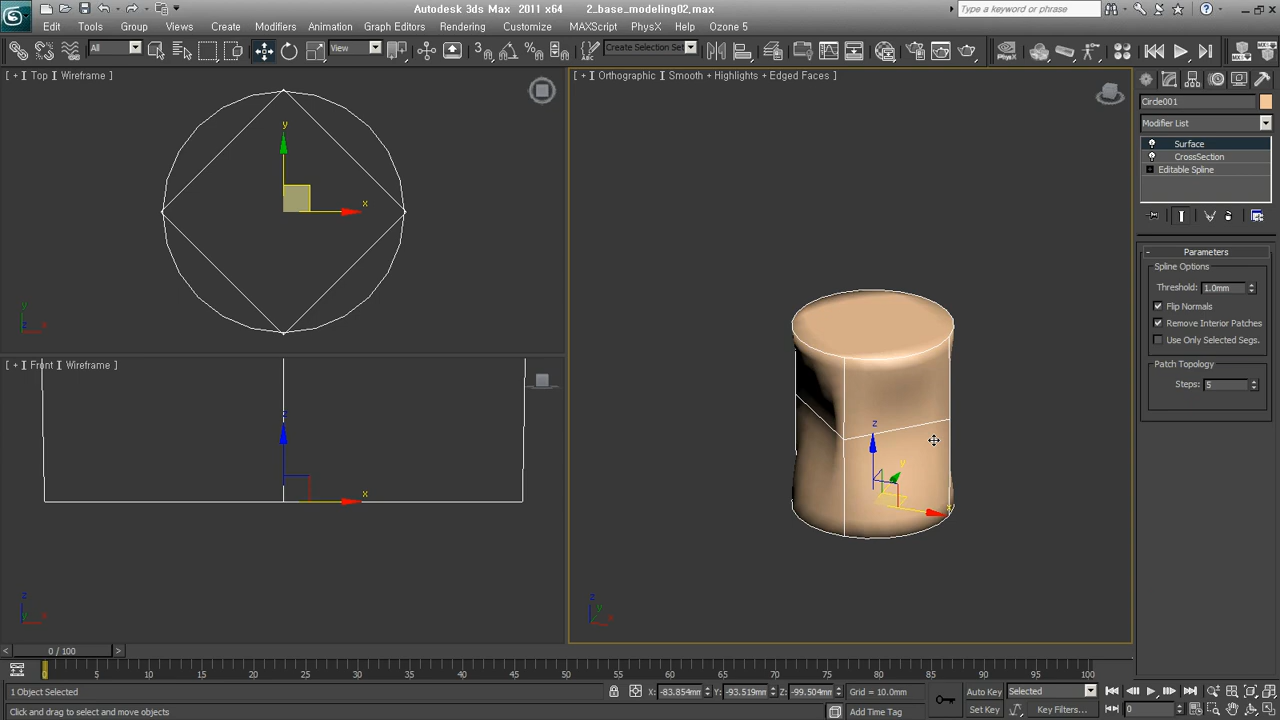 Autodesk 3ds Max 2011 x64 2_base_modeling02.max
Type a keyword or phrase
Edit Tools Group Views Create Modifiers Animation Graph Editors Rendering Customize MAXScript PhysX Ozone 5
All View Create Selection Set
[ + ] Top ] Wireframe ]
y
x
y
z x
[ + ] Front ] Wireframe ]
z
x
z
y x
[ + ] Orthographic ] Smooth + Highlights + Edged Faces ]
z
y
x
z
y
x
Circle001
Modifier List
Surface
CrossSection
Editable Spline
Parameters
Spline Options
Threshold: 1.0mm
Flip Normals
Remove Interior Patches
Use Only Selected Segs.
Patch Topology
Steps: 5
0 / 100
0 5 10 15 20 25 30 35 40 45 50 55 60 65 70 75 80 85 90 95 100
1 Object Selected X: -83.854mm Y: -93.519mm Z: -99.504mm Grid = 10.0mm Auto Key Selected
Click and drag to select and move objects Add Time Tag Set Key Key Filters... 0